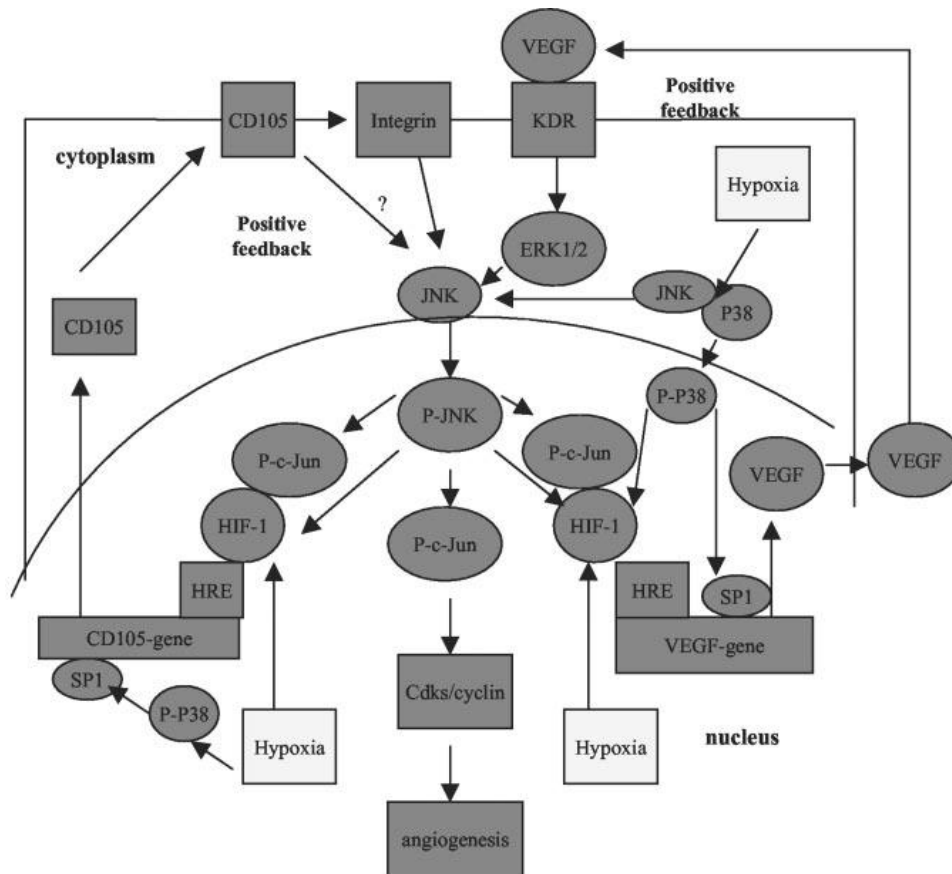 VEGF
Positive
feedback
CD105
Integrin
KDR
cytoplasm
Hypoxia
?
Positive
feedback
ERK1/2
JNK
JNK
P38
CD105
P-P38
P-JNK
P-c-Jun
P-c-Jun
VEGF
VEGF
HIF-1
HIF-1
P-c-Jun
HRE
HRE
SP1
CD105-gene
VEGF-gene
SP1
Cdks/cyclin
P-P38
Hypoxia
Hypoxia
nucleus
angiogenesis